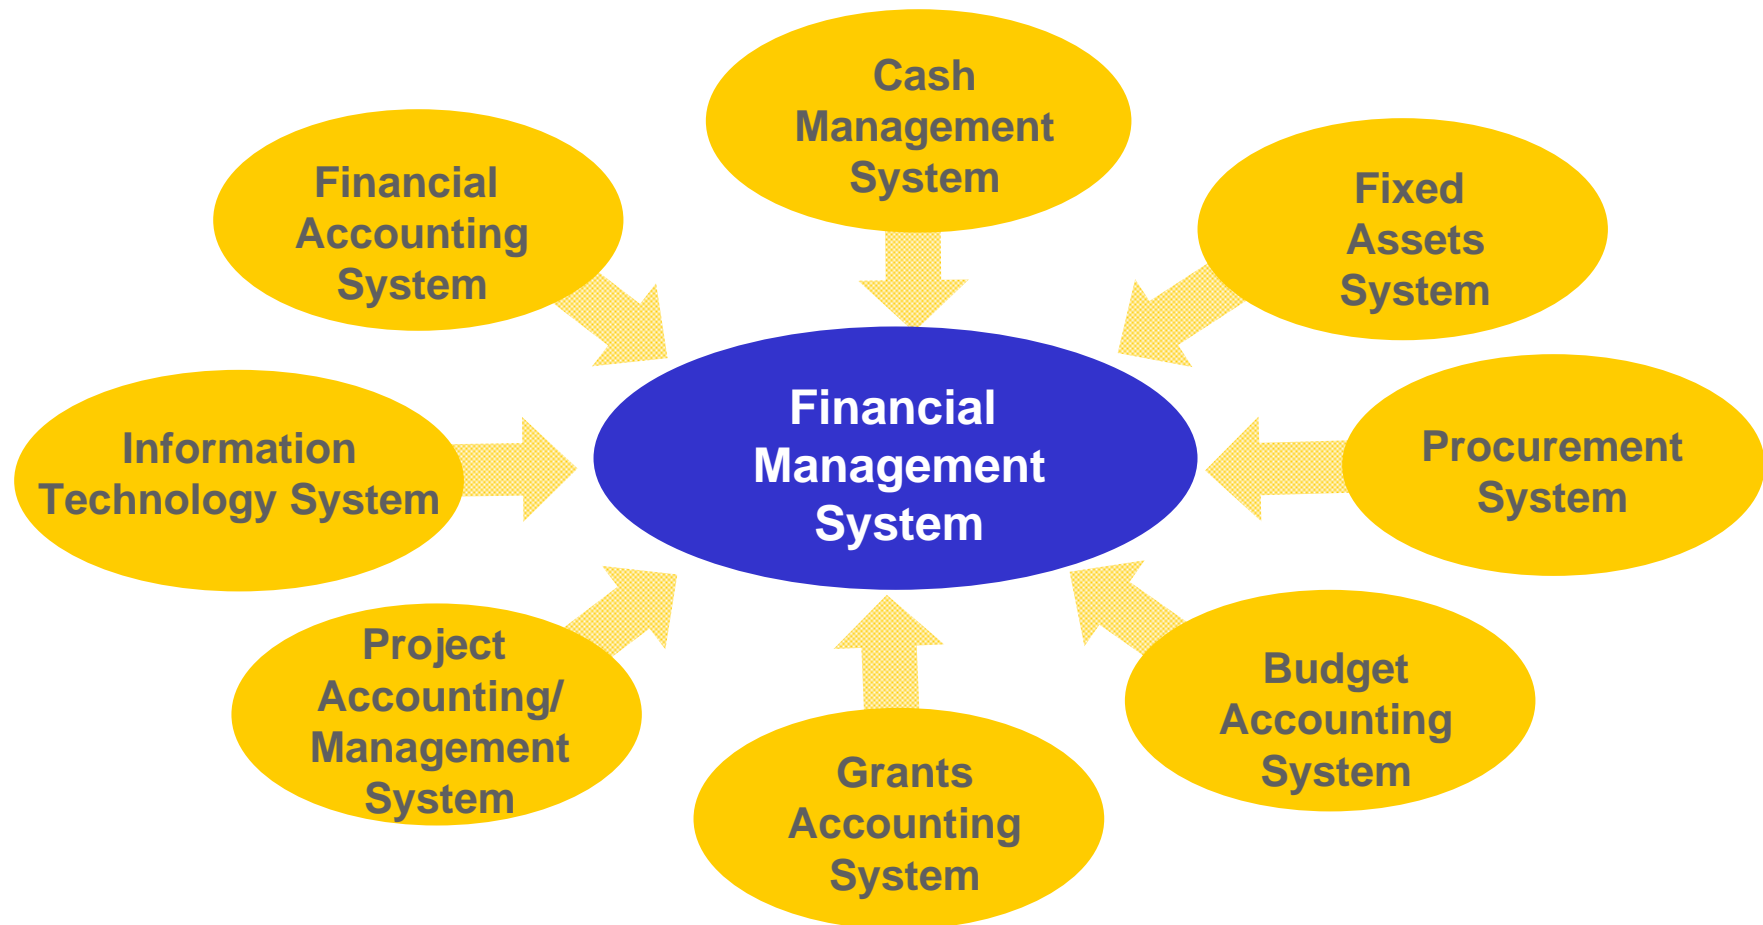 Cash
Management
System
Financial
Accounting
System
Fixed
Assets
System
Financial
Management
System
Information
Technology System
Procurement
System
Project
Accounting/
Management
System
Grants
Accounting
System
Budget
Accounting
System